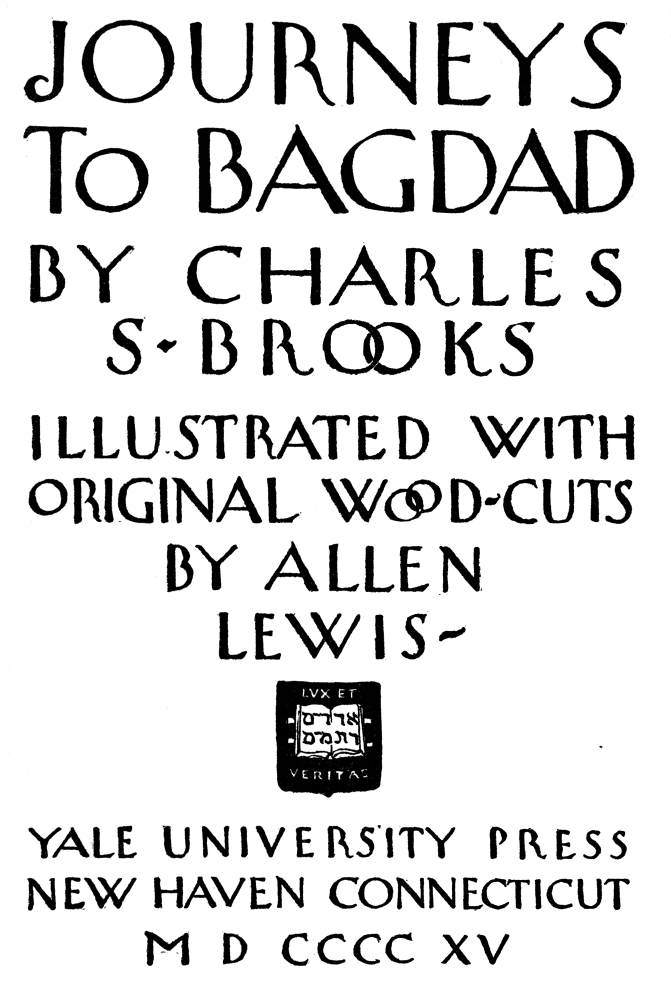 JOURNEYS
To BAGDAD
BY CHARLES
S-BROOKS
ILLUSTRATED WITH
ORIGINAL WOOD-CUTS
BY ALLEN
LEWIS~
LVX ET
אררים
ותמים
VERITAS
YALE UNIVERSITY PRESS
NEW HAVEN CONNECTICUT
M D CCCC XV